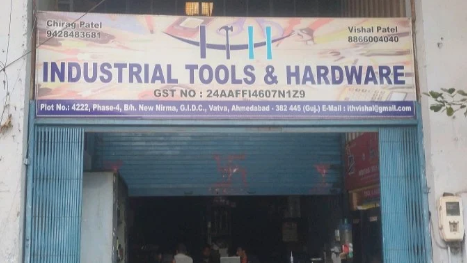 Chirag Patel
9428483681
Vishal Patel
8866004040
ITH
INDUSTRIAL TOOLS & HARDWARE
GST NO : 24AAFFI4607N1Z9
Plot No.: 4222, Phase-4, B/h. New Nirma, G.I.D.C., Vatva, Ahmedabad - 382 445 (Guj.) E-Mail : ithvishal@gmail.com